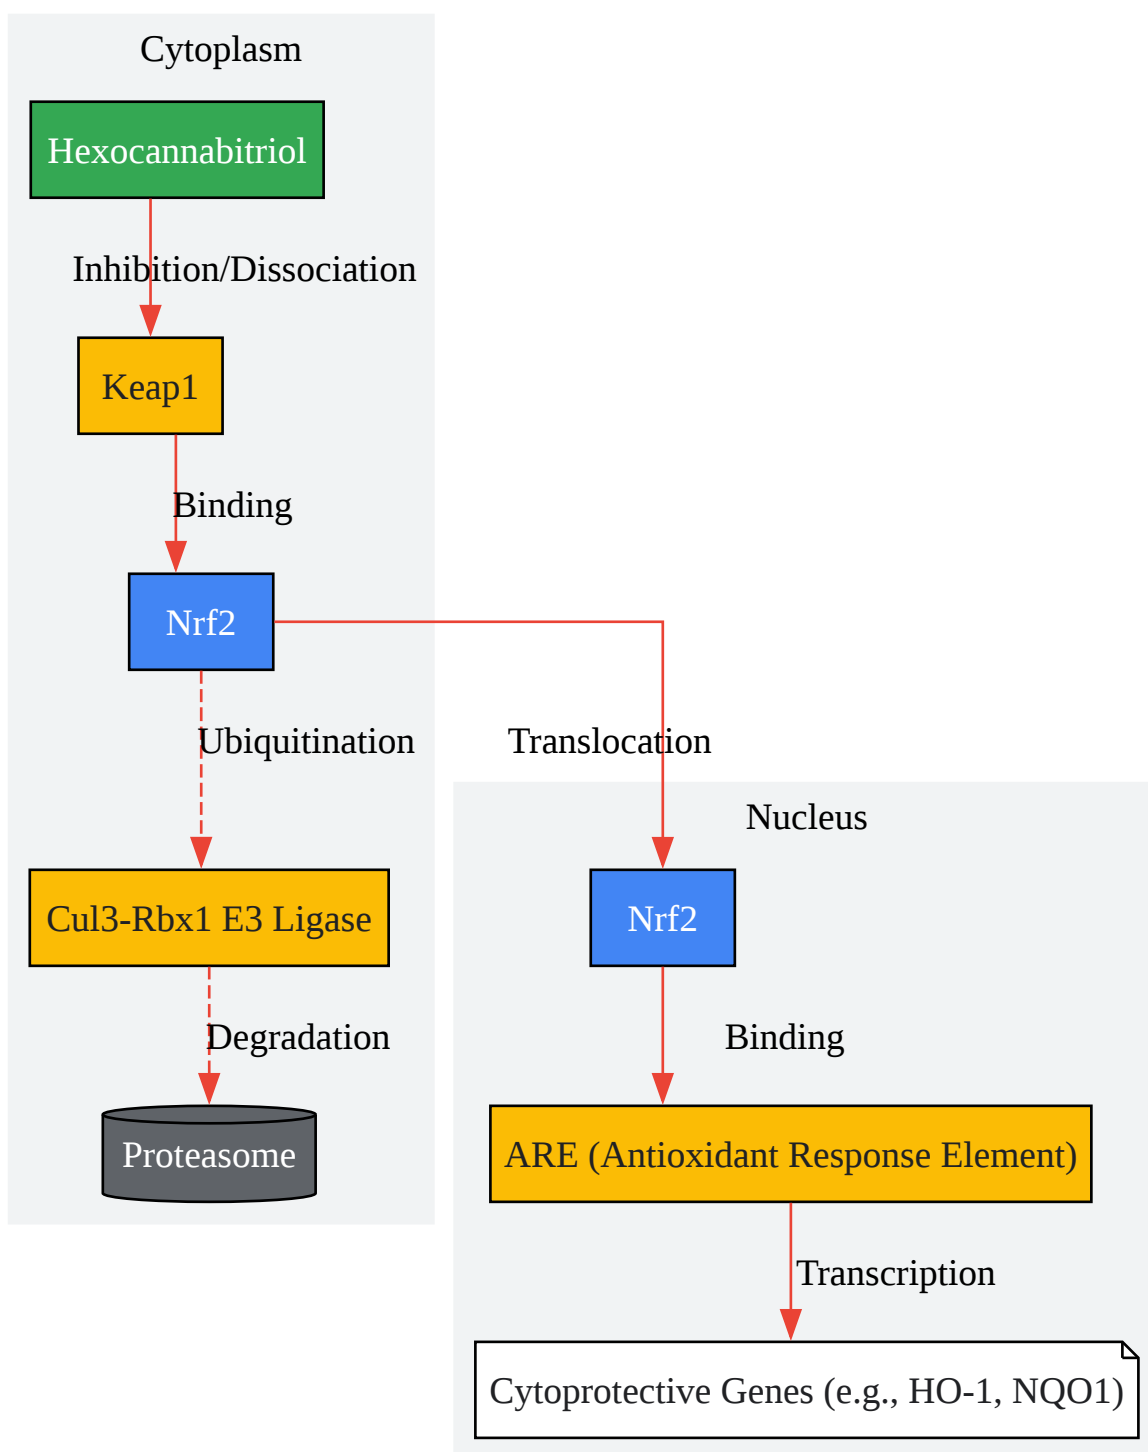 Cytoplasm
Hexocannabitriol
Inhibition/Dissociation
Keap1
Binding
Nrf2
Ubiquitination
Translocation
Nucleus
Cul3-Rbx1 E3 Ligase
Nrf2
Degradation
Binding
Proteasome
ARE (Antioxidant Response Element)
Transcription
Cytoprotective Genes (e.g., HO-1, NQO1)